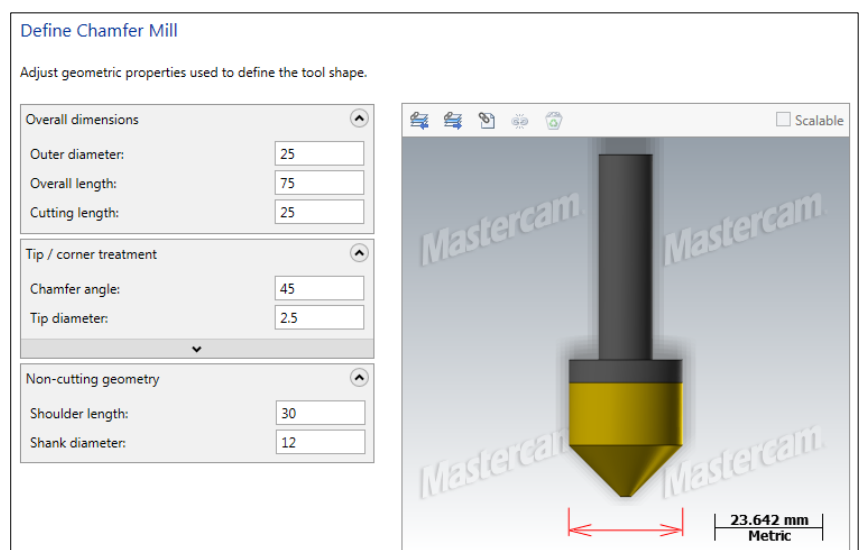 Define Chamfer Mill
Adjust geometric properties used to define the tool shape.
Overall dimensions
Outer diameter: 25
Overall length: 75
Cutting length: 25
Tip / corner treatment
Chamfer angle: 45
Tip diameter: 2.5
Non-cutting geometry
Shoulder length: 30
Shank diameter: 12
Scalable
Mastercam
Mastercam
Mastercam
Mastercam
23.642 mm
Metric